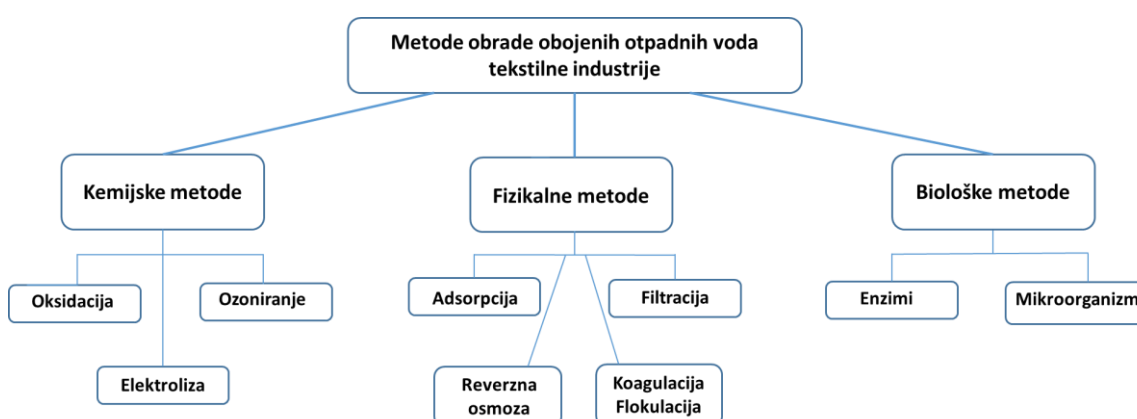 Metode obrade obojenih otpadnih voda
tekstilne industrije
Kemijske metode
Fizikalne metode
Biološke metode
Oksidacija
Ozoniranje
Adsorpcija
Filtracija
Enzimi
Mikroorganizm
Elektroliza
Reverzna
osmoza
Koagulacija
Flokulacija